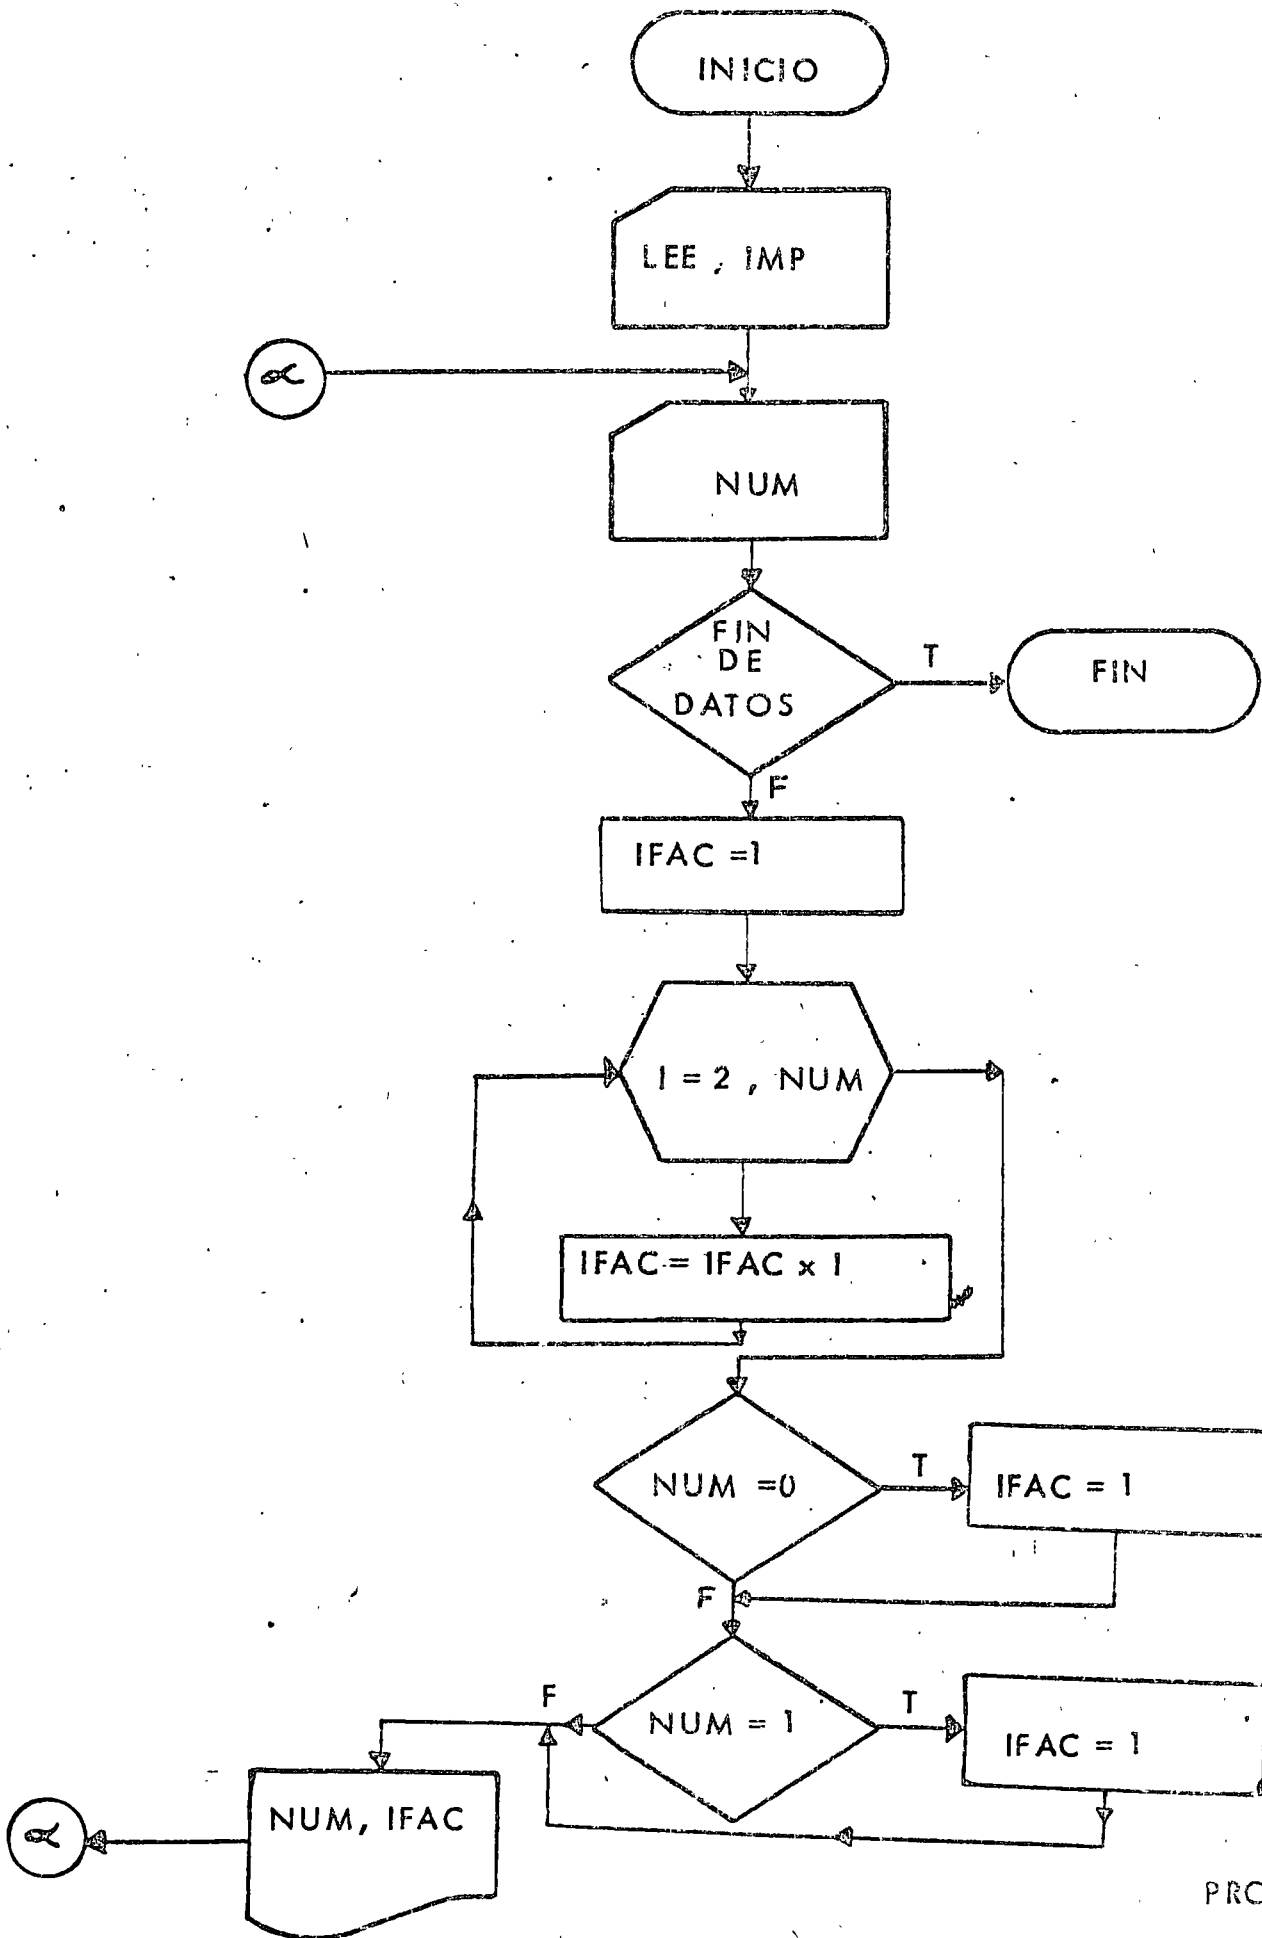 INICIO
LEE , IMP
α
NUM
FIN
DE
DATOS
T
FIN
F
IFAC =1
I = 2 , NUM
IFAC = IFAC x I
NUM =0
T
IFAC = 1
F
NUM = 1
T
F
IFAC = 1
NUM, IFAC
α
PRO